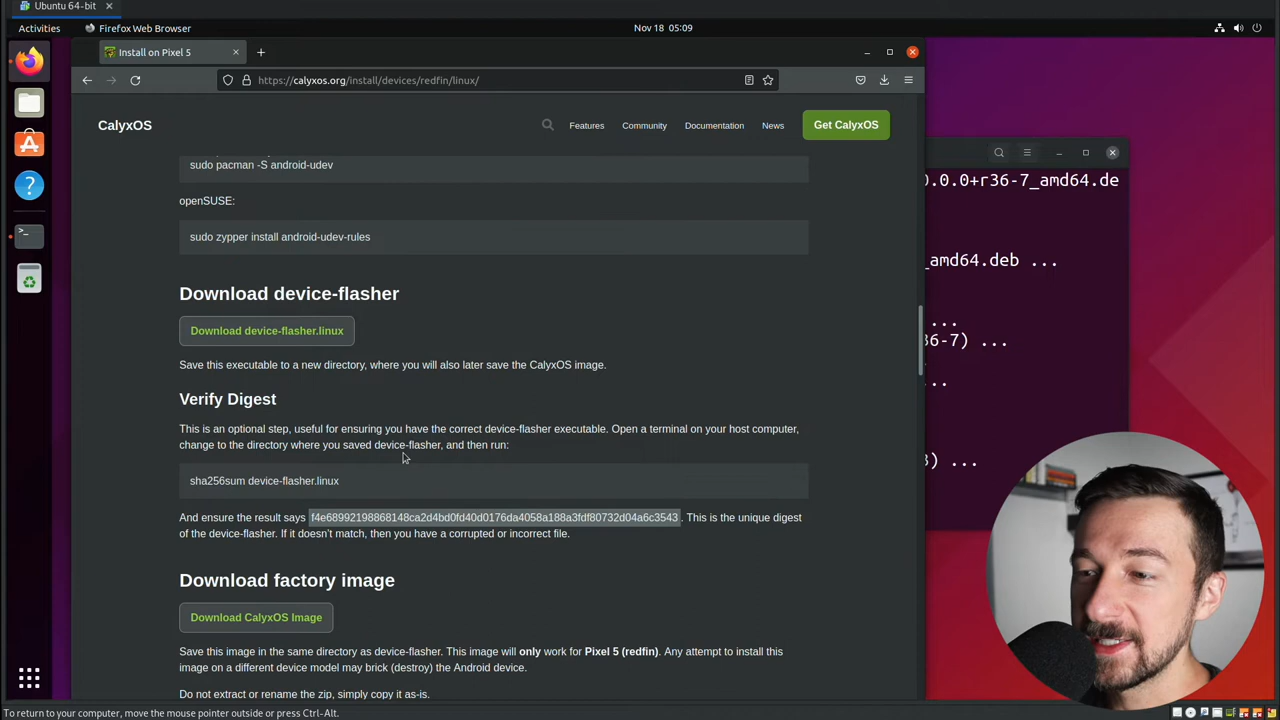 Ubuntu 64-bit
Activities
Firefox Web Browser
Nov 18 05:09
Install on Pixel 5
https://calyxos.org/install/devices/redfin/linux/
CalyxOS
Features
Community
Documentation
News
Get CalyxOS
sudo pacman -S android-udev
openSUSE:
sudo zypper install android-udev-rules
Download device-flasher
Download device-flasher.linux
Save this executable to a new directory, where you will also later save the CalyxOS image.
Verify Digest
This is an optional step, useful for ensuring you have the correct device-flasher executable. Open a terminal on your host computer,
change to the directory where you saved device-flasher, and then run:
sha256sum device-flasher.linux
And ensure the result says f4e68992198868148ca2d4bd0fd40d0176da4058a188a3fdf80732d04a6c3543. This is the unique digest
of the device-flasher. If it doesn't match, then you have a corrupted or incorrect file.
Download factory image
Download CalyxOS Image
Save this image in the same directory as device-flasher. This image will only work for Pixel 5 (redfin). Any attempt to install this
image on a different device model may brick (destroy) the Android device.
Do not extract or rename the zip, simply copy it as-is.
0.0.0+r36-7_amd64.de
_amd64.deb ...
...
36-7) ...
...
3) ...
To return to your computer, move the mouse pointer outside or press Ctrl-Alt.